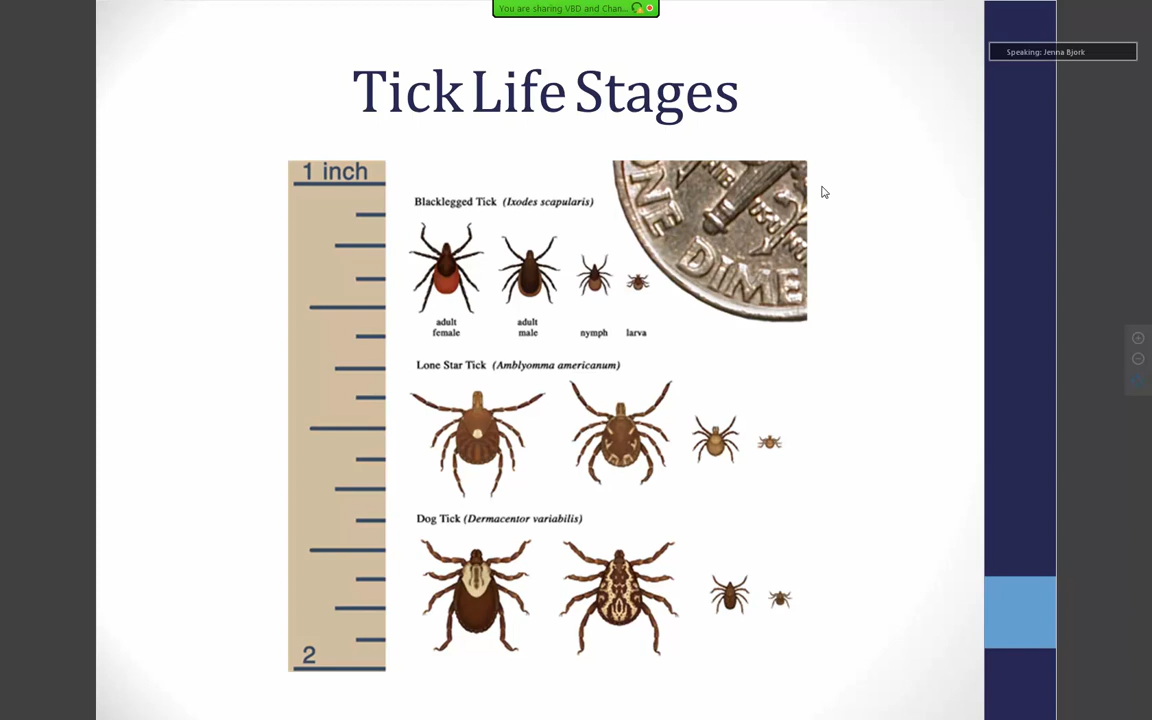 You are sharing VBD and Chan...
Speaking: Jenna Bjork
Tick Life Stages
1 inch
ONE DIME
Blacklegged Tick (Ixodes scapularis)
adult female
adult male
nymph
larva
Lone Star Tick (Amblyomma americanum)
Dog Tick (Dermacentor variabilis)
2